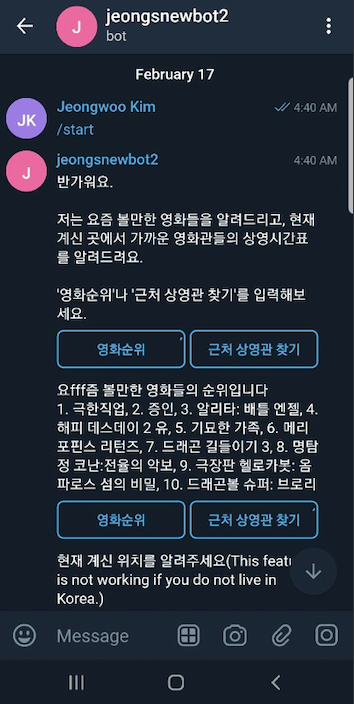 jeongsnewbot2
J
bot
February 17
Jeongwoo Kim
4:40 AM
JK
/start
jeongsnewbot2
4:40 AM
J
반가워요.
저는 요즘 볼만한 영화들을 알려드리고, 현재
계신 곳에서 가까운 영화관들의 상영시간표
를 알려드려요.
'영화순위'나 '근처 상영관 찾기'를 입력해보
세요.
영화순위
근처 상영관 찾기
요fff즘 볼만한 영화들의 순위입니다
1. 극한직업, 2. 증인, 3. 알리타: 배틀 엔젤, 4.
해피 데스데이 2 유, 5. 기묘한 가족, 6. 메리
포핀스 리턴즈, 7. 드래곤 길들이기 3, 8. 명탐
정 코난:전율의 악보, 9. 극장판 헬로카봇: 옴
파로스 섬의 비밀, 10. 드래곤볼 슈퍼: 브로리
영화순위
근처 상영관 찾기
현재 계신 위치를 알려주세요(This featu
is not working if you do not live in
Korea.)
Message